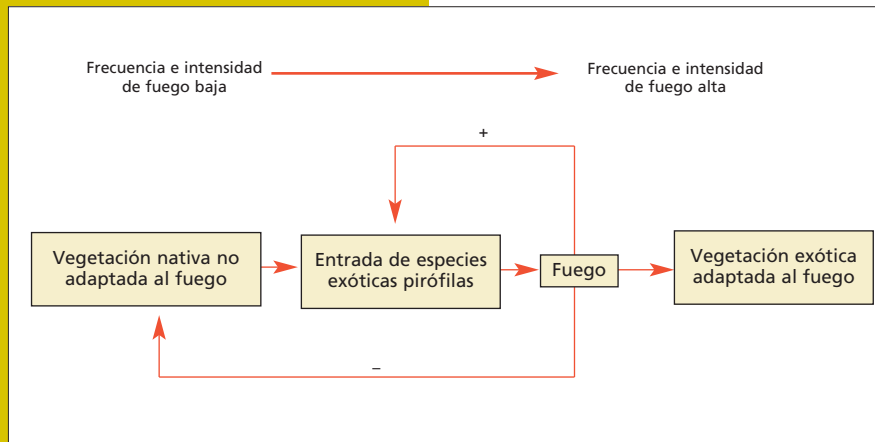 Frecuencia e intensidad
de fuego baja
Frecuencia e intensidad
de fuego alta
+
Vegetación nativa no
adaptada al fuego
Entrada de especies
exóticas pirófilas
Fuego
Vegetación exótica
adaptada al fuego
–